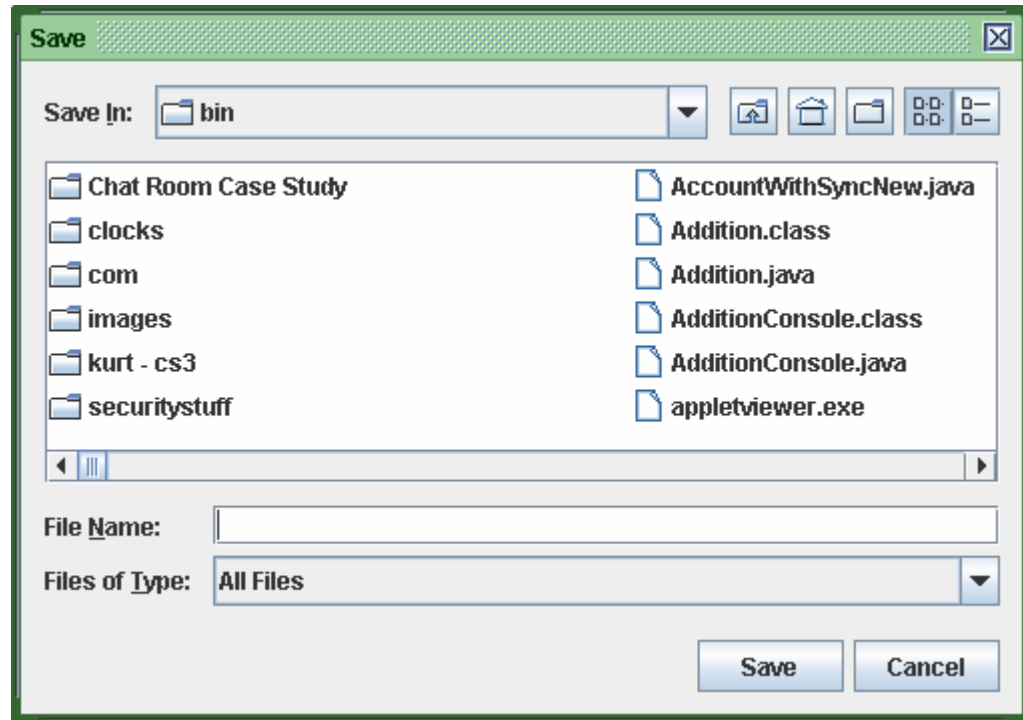 Save
Save In: bin
Chat Room Case Study
clocks
com
images
kurt - cs3
securitystuff
AccountWithSyncNew.java
Addition.class
Addition.java
AdditionConsole.class
AdditionConsole.java
appletviewer.exe
File Name:
Files of Type: All Files
Save Cancel